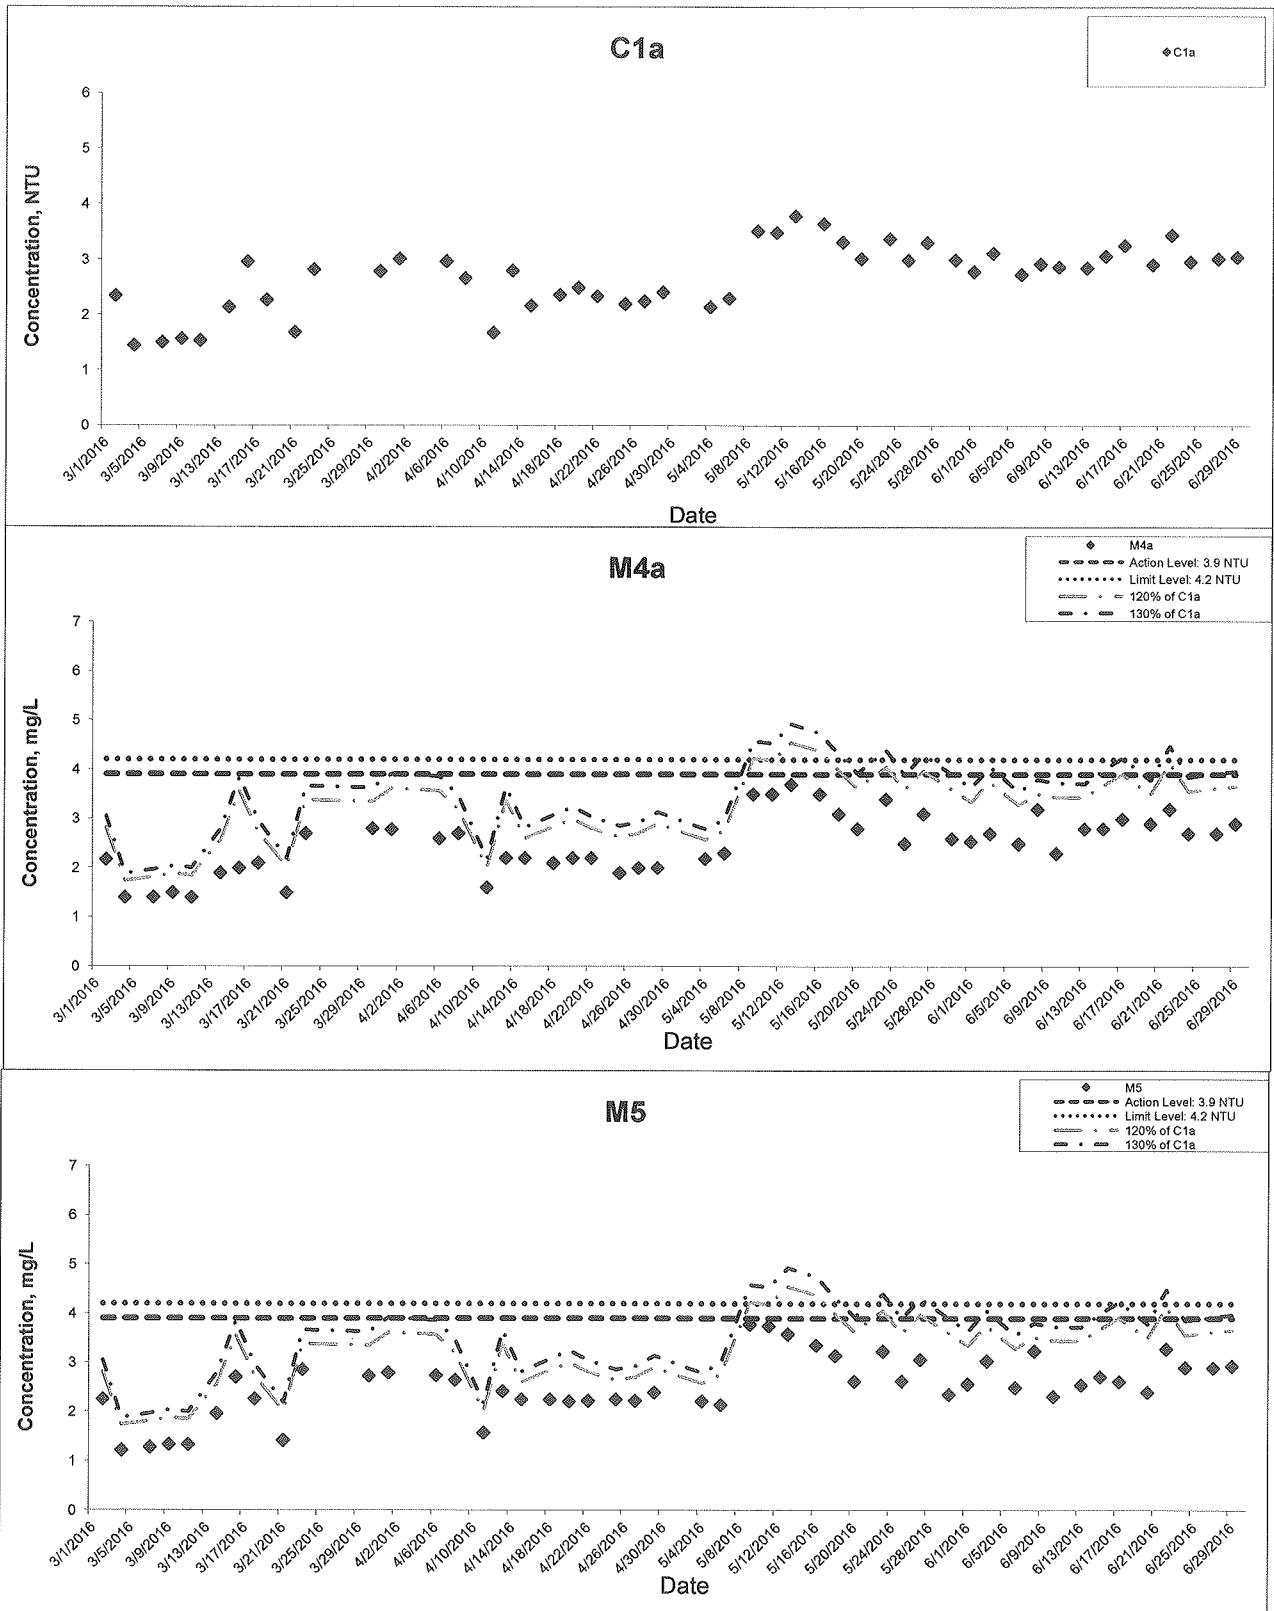 C1a
C1a
Concentration, NTU
6
5
4
3
2
1
0
3/1/2016 3/5/2016 3/9/2016 3/13/2016 3/17/2016 3/21/2016 3/25/2016 3/29/2016 4/2/2016 4/6/2016 4/10/2016 4/14/2016 4/18/2016 4/22/2016 4/26/2016 4/30/2016 5/4/2016 5/8/2016 5/12/2016 5/16/2016 5/20/2016 5/24/2016 5/28/2016 6/1/2016 6/5/2016 6/9/2016 6/13/2016 6/17/2016 6/21/2016 6/25/2016 6/29/2016
Date
M4a
M4a
Action Level: 3.9 NTU
Limit Level: 4.2 NTU
120% of C1a
130% of C1a
Concentration, mg/L
7
6
5
4
3
2
1
0
3/1/2016 3/5/2016 3/9/2016 3/13/2016 3/17/2016 3/21/2016 3/25/2016 3/29/2016 4/2/2016 4/6/2016 4/10/2016 4/14/2016 4/18/2016 4/22/2016 4/26/2016 4/30/2016 5/4/2016 5/8/2016 5/12/2016 5/16/2016 5/20/2016 5/24/2016 5/28/2016 6/1/2016 6/5/2016 6/9/2016 6/13/2016 6/17/2016 6/21/2016 6/25/2016 6/29/2016
Date
M5
M5
Action Level: 3.9 NTU
Limit Level: 4.2 NTU
120% of C1a
130% of C1a
Concentration, mg/L
7
6
5
4
3
2
1
0
3/1/2016 3/5/2016 3/9/2016 3/13/2016 3/17/2016 3/21/2016 3/25/2016 3/29/2016 4/2/2016 4/6/2016 4/10/2016 4/14/2016 4/18/2016 4/22/2016 4/26/2016 4/30/2016 5/4/2016 5/8/2016 5/12/2016 5/16/2016 5/20/2016 5/24/2016 5/28/2016 6/1/2016 6/5/2016 6/9/2016 6/13/2016 6/17/2016 6/21/2016 6/25/2016 6/29/2016
Date